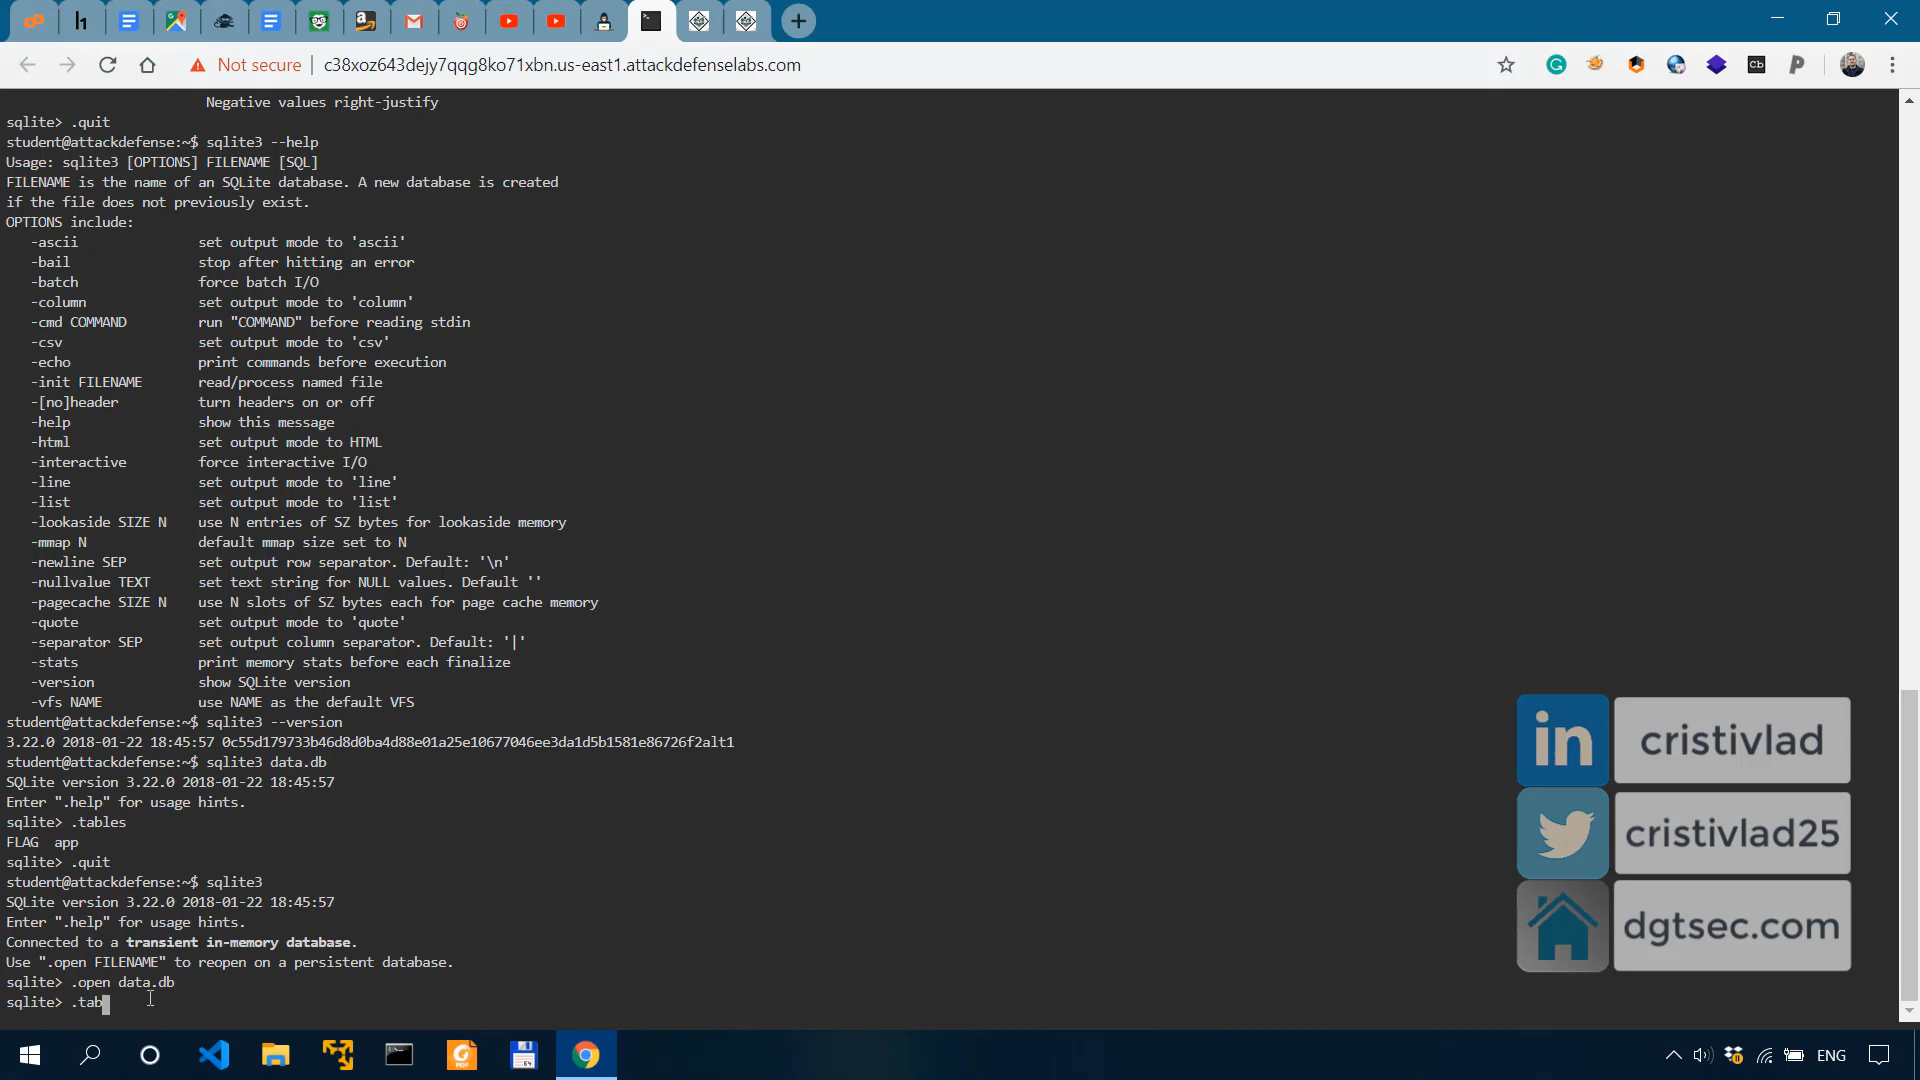 Not secure
c38xoz643dejy7qqg8ko71xbn.us-east1.attackdefenselabs.com
Negative values right-justify
sqlite> .quit
student@attackdefense:~$ sqlite3 --help
Usage: sqlite3 [OPTIONS] FILENAME [SQL]
FILENAME is the name of an SQLite database. A new database is created
if the file does not previously exist.
OPTIONS include:
-ascii set output mode to 'ascii'
-bail stop after hitting an error
-batch force batch I/O
-column set output mode to 'column'
-cmd COMMAND run "COMMAND" before reading stdin
-csv set output mode to 'csv'
-echo print commands before execution
-init FILENAME read/process named file
-[no]header turn headers on or off
-help show this message
-html set output mode to HTML
-interactive force interactive I/O
-line set output mode to 'line'
-list set output mode to 'list'
-lookaside SIZE N use N entries of SZ bytes for lookaside memory
-mmap N default mmap size set to N
-newline SEP set output row separator. Default: '\n'
-nullvalue TEXT set text string for NULL values. Default ''
-pagecache SIZE N use N slots of SZ bytes each for page cache memory
-quote set output mode to 'quote'
-separator SEP set output column separator. Default: '|'
-stats print memory stats before each finalize
-version show SQLite version
-vfs NAME use NAME as the default VFS
student@attackdefense:~$ sqlite3 --version
3.22.0 2018-01-22 18:45:57 0c55d179733b46d8d0ba4d88e01a25e10677046ee3da1d5b1581e86726f2alt1
student@attackdefense:~$ sqlite3 data.db
SQLite version 3.22.0 2018-01-22 18:45:57
Enter ".help" for usage hints.
sqlite> .tables
FLAG app
sqlite> .quit
student@attackdefense:~$ sqlite3
SQLite version 3.22.0 2018-01-22 18:45:57
Enter ".help" for usage hints.
Connected to a transient in-memory database.
Use ".open FILENAME" to reopen on a persistent database.
sqlite> .open data.db
sqlite> .tab
in
cristivlad
cristivlad25
dgtsec.com
ENG